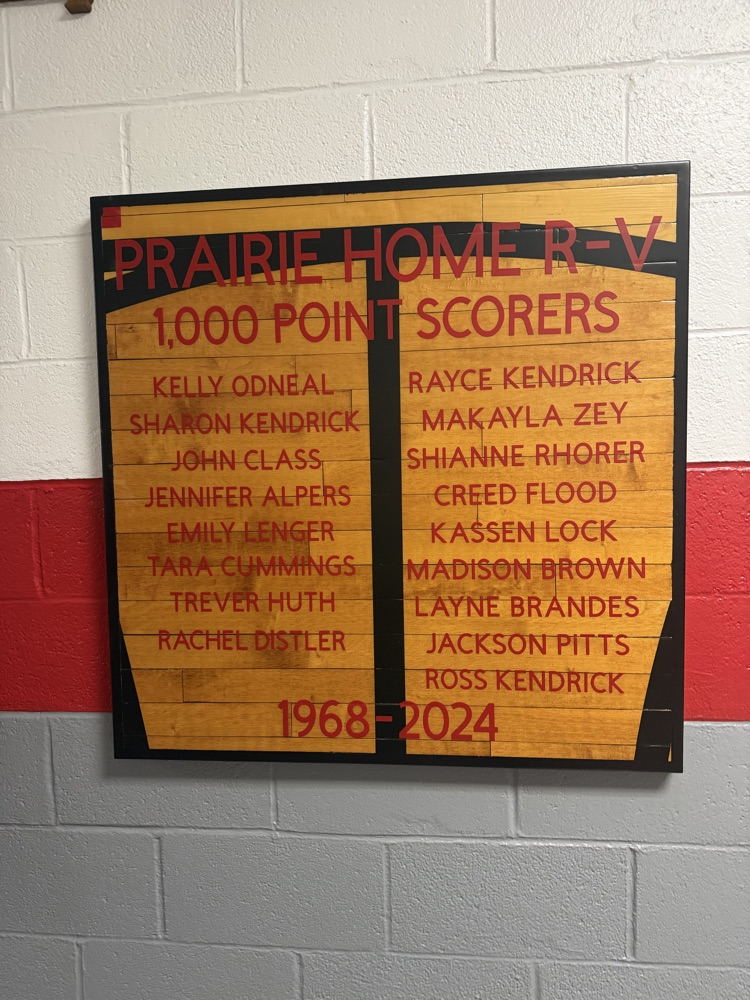 PRAIRIE HOME R-V
1,000 POINT SCORERS
KELLY ODNEAL
SHARON KENDRICK
JOHN CLASS
JENNIFER ALPERS
EMILY LENGER
TARA CUMMINGS
TREVER HUTH
RACHEL DISTLER
RAYCE KENDRICK
MAKAYLA ZEY
SHIANNE RHORER
CREED FLOOD
KASSEN LOCK
MADISON BROWN
LAYNE BRANDES
JACKSON PITTS
ROSS KENDRICK
1968-2024